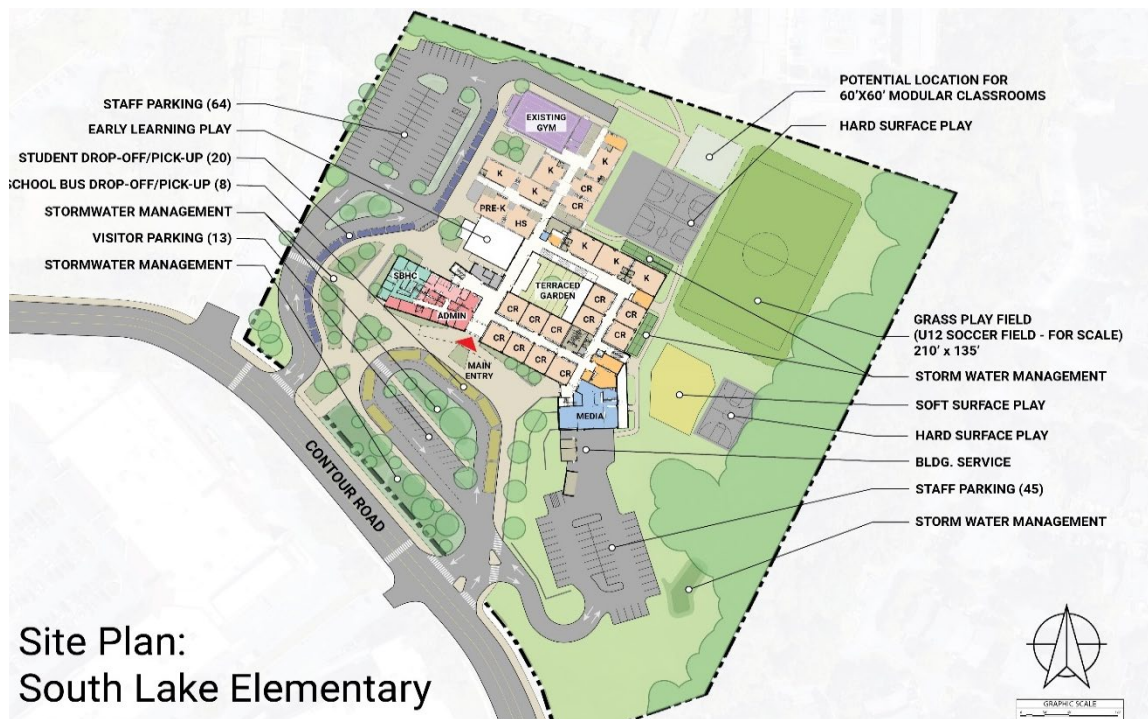 STAFF PARKING (64)
EARLY LEARNING PLAY
STUDENT DROP-OFF/PICK-UP (20)
SCHOOL BUS DROP-OFF/PICK-UP (8)
STORMWATER MANAGEMENT
VISITOR PARKING (13)
STORMWATER MANAGEMENT
POTENTIAL LOCATION FOR
60'X60' MODULAR CLASSROOMS
HARD SURFACE PLAY
GRASS PLAY FIELD
(U12 SOCCER FIELD - FOR SCALE)
210' x 135'
STORM WATER MANAGEMENT
SOFT SURFACE PLAY
HARD SURFACE PLAY
BLDG. SERVICE
STAFF PARKING (45)
STORM WATER MANAGEMENT
EXISTING
GYM
K
K
K
K
K
CR
CR
PRE-K
HS
K
K
K
TERRACED
GARDEN
SBHC
ADMIN
CR
CR
CR
CR
CR
CR
CR
CR
CR
CR
CR
CR
CR
MAIN
ENTRY
MEDIA
CONTOUR ROAD
Site Plan:
South Lake Elementary
GRAPHIC SCALE